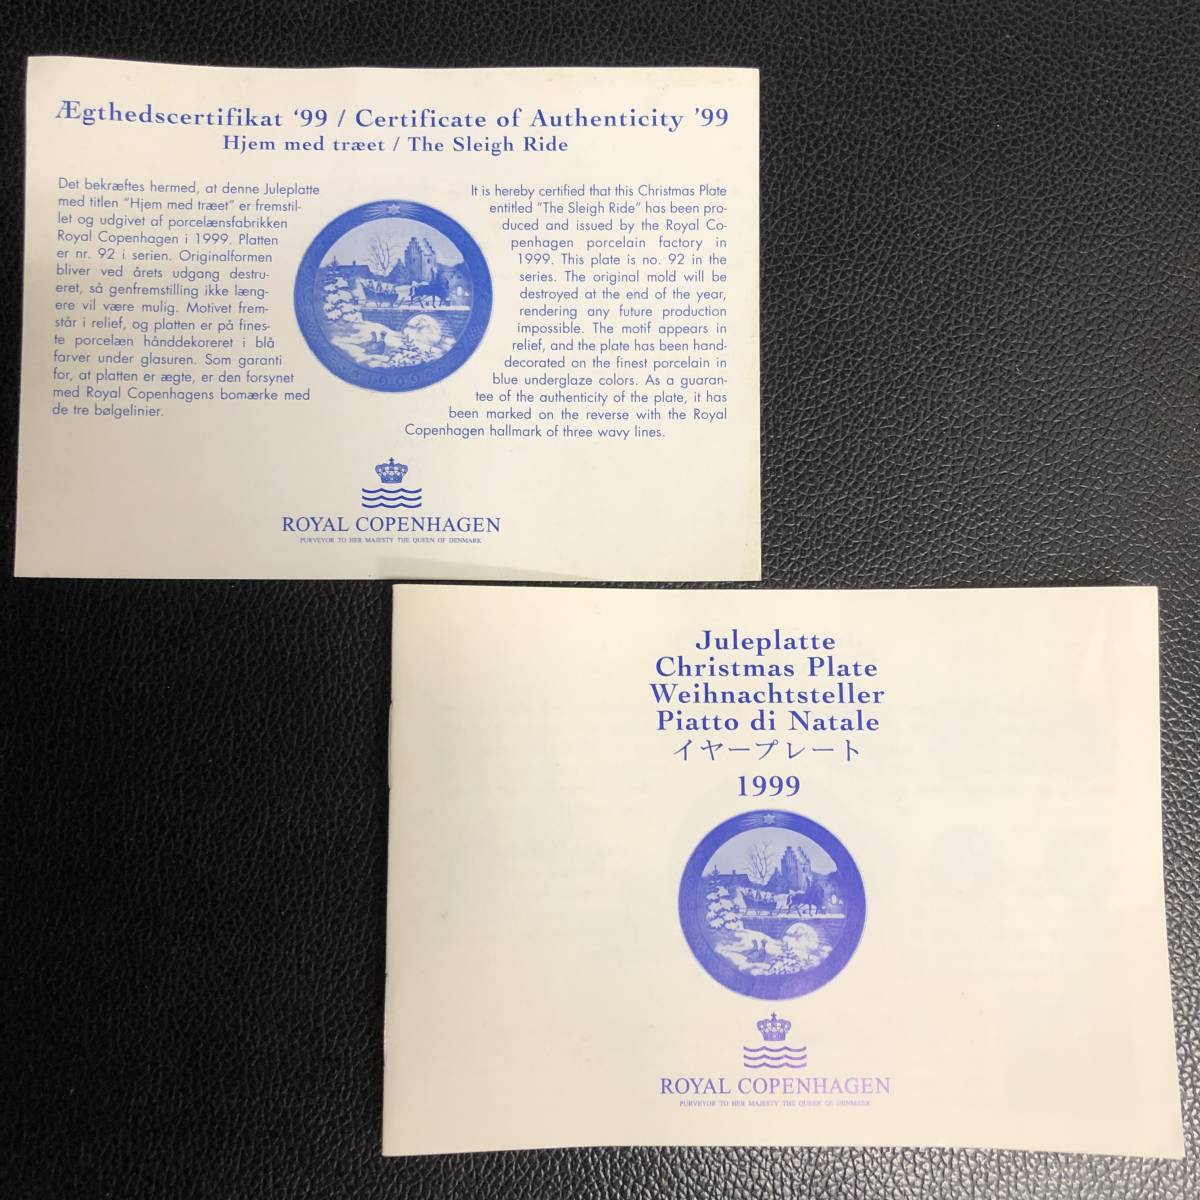 Ægthedscertifikat ‘99 / Certificate of Authenticity ’99
Hjem med træet / The Sleigh Ride
Det bekræftes hermed, at denne Juleplatte
med titlen ”Hjem med træet” er fremstil-
let og udgivet af porcelænsfabrikken
Royal Copenhagen i 1999. Platten
er nr. 92 i serien. Originalformen
bliver ved årets udgang destru-
eret, så genfremstilling ikke læng-
ere vil være mulig. Motivet frem-
står i relief, og platten er på fines-
te porcelæn hånddekoreret i blå
farver under glasuren. Som garanti
for, at platten er ægte, er den forsynet
med Royal Copenhagens bomærke med
de tre bølgelinier.
It is hereby certified that this Christmas Plate
entitled ”The Sleigh Ride” has been pro-
duced and issued by the Royal Co-
penhagen porcelain factory in
1999. This plate is no. 92 in the
series. The original mold will be
destroyed at the end of the year,
rendering any future production
impossible. The motif appears in
relief, and the plate has been hand-
decorated on the finest porcelain in
blue underglaze colors. As a guaran-
tee of the authenticity of the plate, it has
been marked on the reverse with the Royal
Copenhagen hallmark of three wavy lines.
1999
ROYAL COPENHAGEN
PURVEYOR TO HER MAJESTY THE QUEEN OF DENMARK
Juleplatte
Christmas Plate
Weihnachtsteller
Piatto di Natale
イヤープレート
1999
ROYAL COPENHAGEN
PURVEYOR TO HER MAJESTY THE QUEEN OF DENMARK